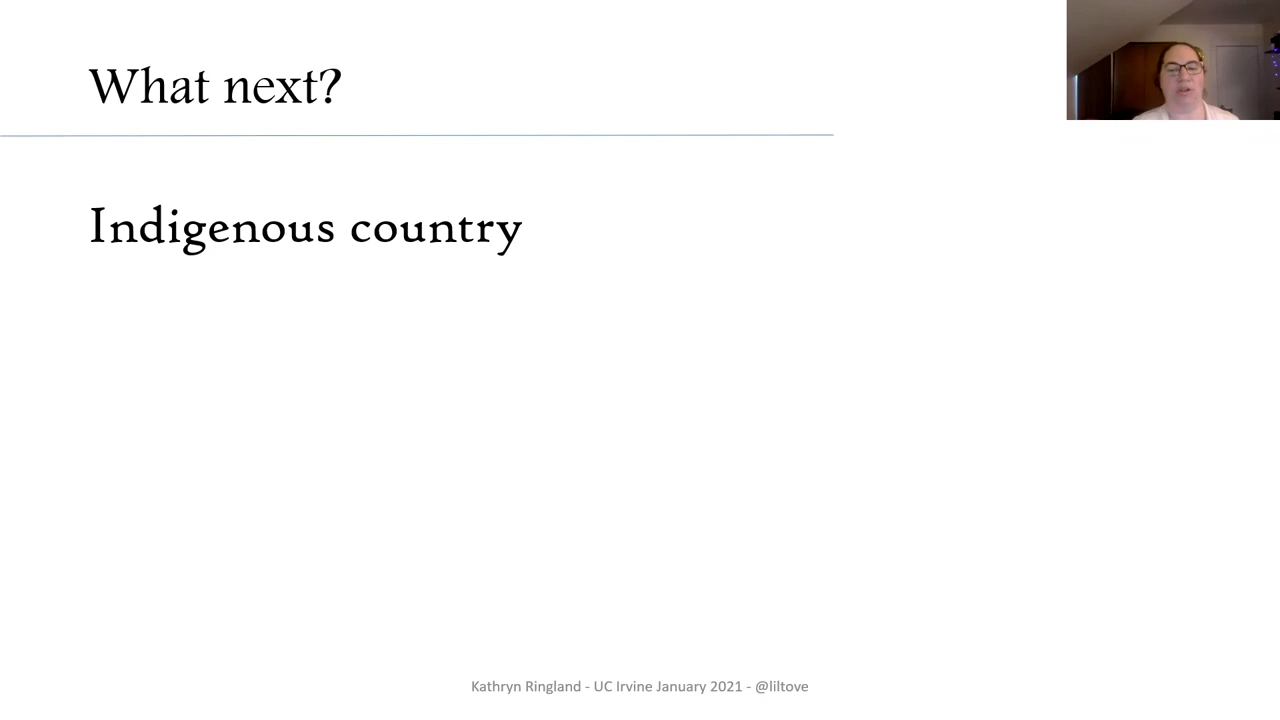 What next?
Indigenous country
Kathryn Ringland - UC Irvine January 2021 - @liltove